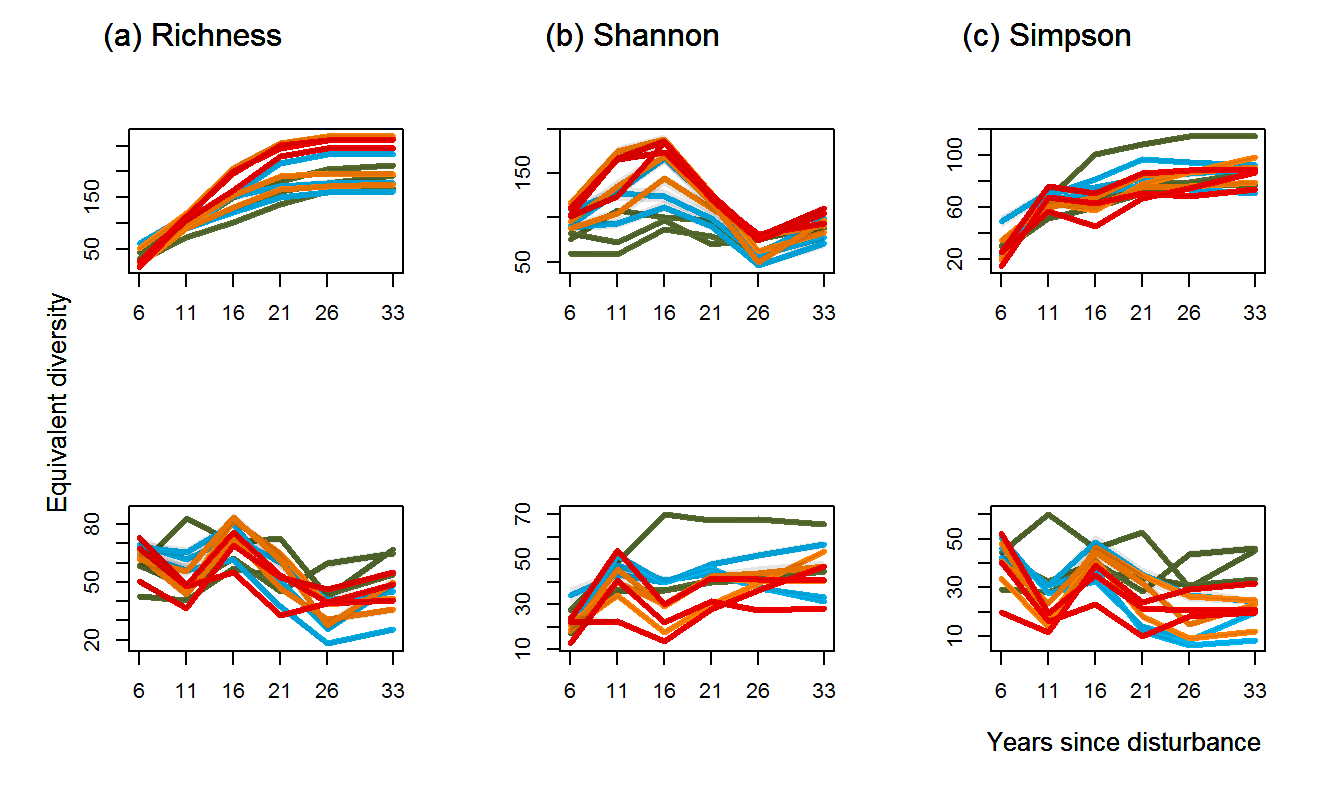 (a) Richness
(b) Shannon
(c) Simpson
Equivalent diversity
50 150
6 11 16 21 26 33
50 150
6 11 16 21 26 33
20 60 100
6 11 16 21 26 33
20 50 80
6 11 16 21 26 33
10 30 50 70
6 11 16 21 26 33
10 30 50
6 11 16 21 26 33
Years since disturbance